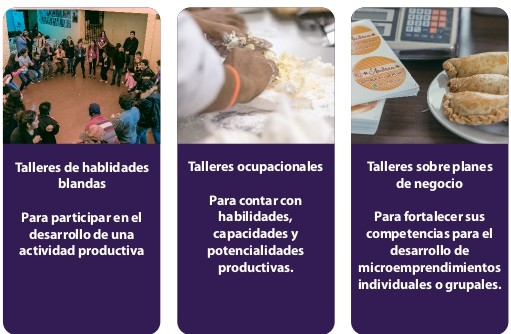 Talleres de hablidades
blandas
Para participar en el
desarrollo de una
actividad productiva
Talleres ocupacionales
Para contar con
habilidades,
capacidades y
potencialidades
productivas.
Talleres sobre planes
de negocio
Para fortalecer sus
competencias para el
desarrollo de
microemprendimientos
individuales o grupales.